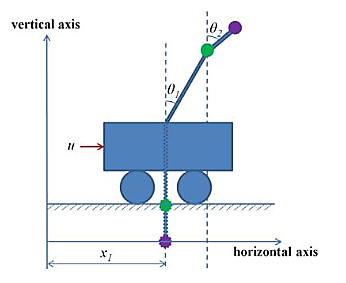 vertical axis
θ2
θ1
u
x1
horizontal axis